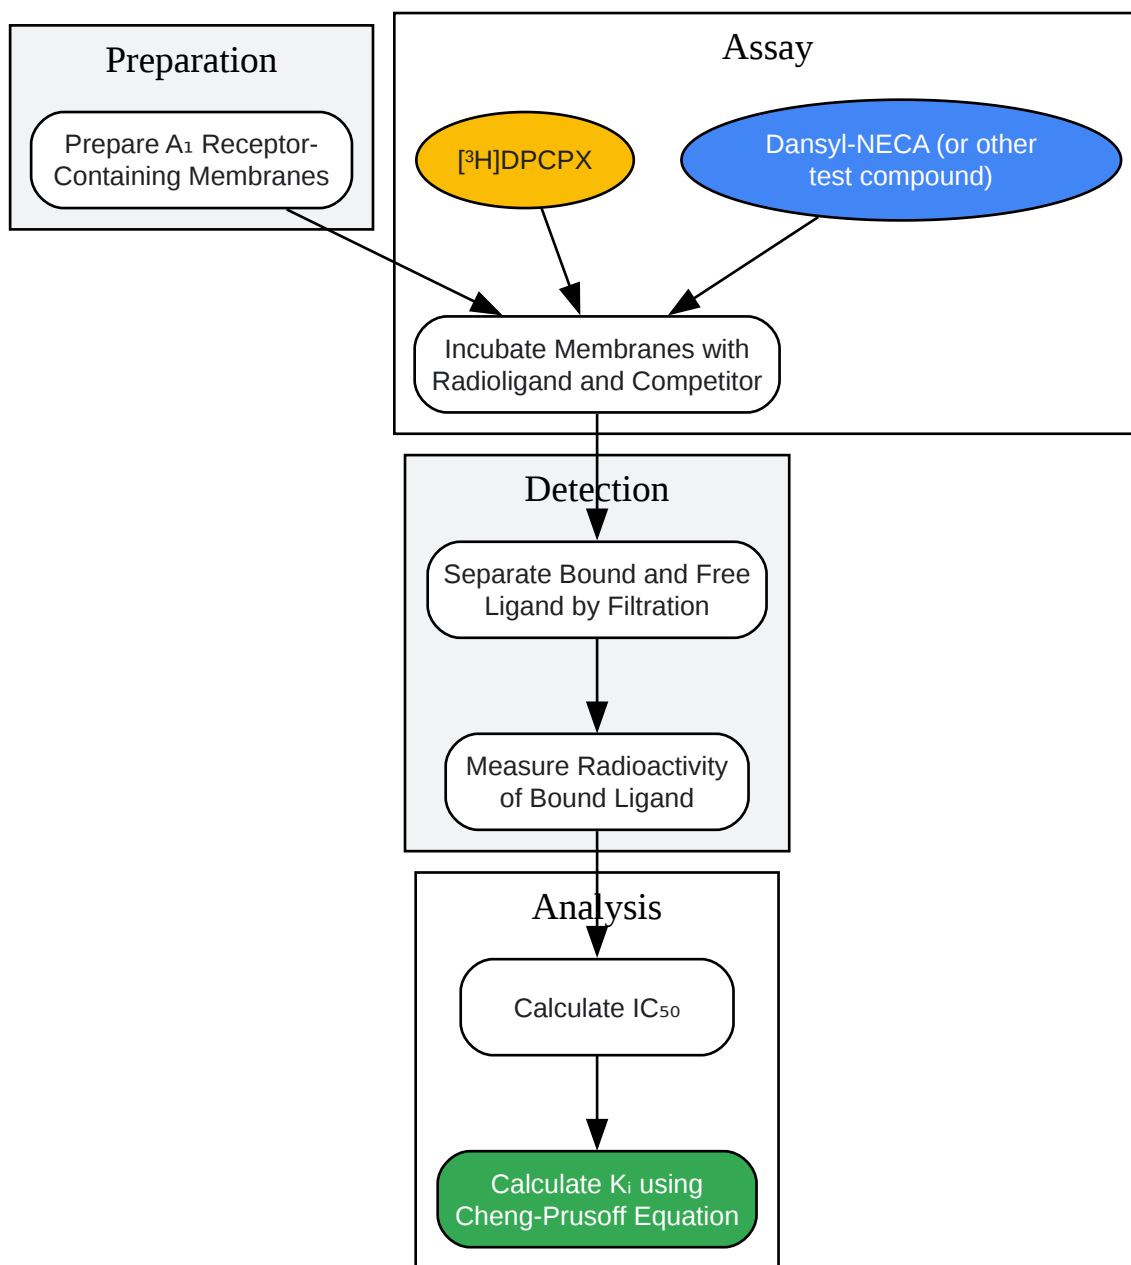 Preparation
Prepare A₁ Receptor-
Containing Membranes
Assay
[³H]DPCPX
Dansyl-NECA (or other
test compound)
Incubate Membranes with
Radioligand and Competitor
Detection
Separate Bound and Free
Ligand by Filtration
Measure Radioactivity
of Bound Ligand
Analysis
Calculate IC₅₀
Calculate Kᵢ using
Cheng-Prusoff Equation